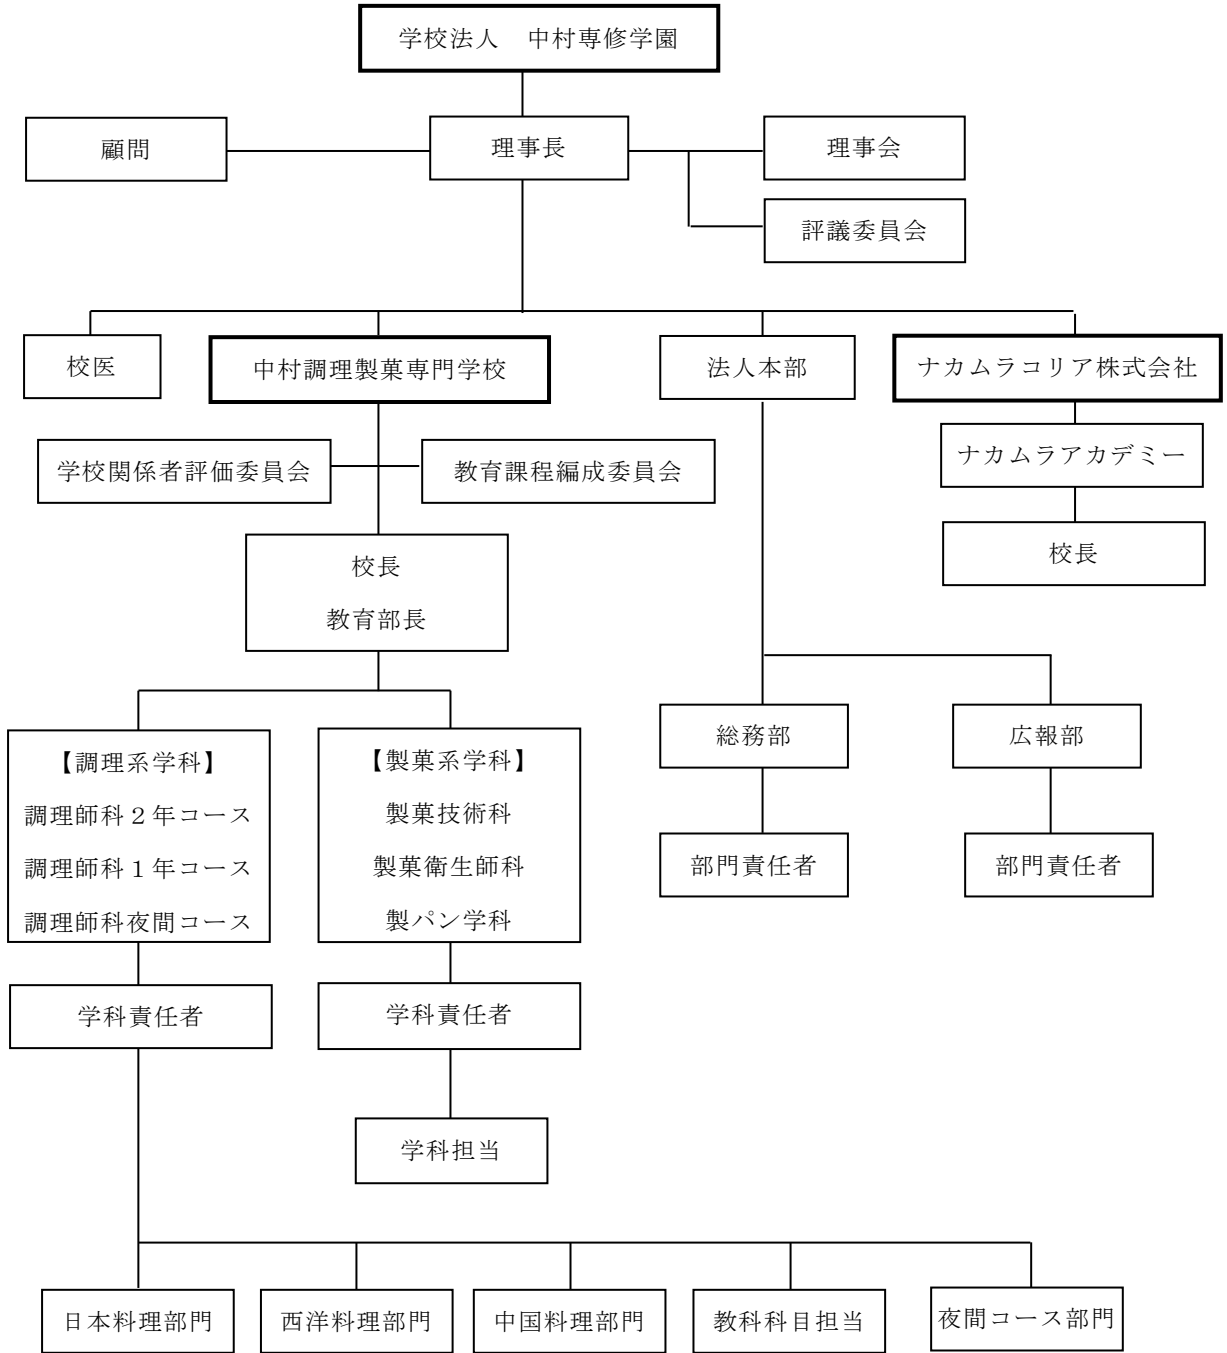 学校法人　中村専修学園
顧問
理事長
理事会
評議委員会
校医
中村調理製菓専門学校
法人本部
ナカムラコリア株式会社
学校関係者評価委員会
教育課程編成委員会
ナカムラアカデミー
校長
校長
教育部長
総務部
広報部
【調理系学科】
調理師科２年コース
調理師科１年コース
調理師科夜間コース
【製菓系学科】
製菓技術科
製菓衛生師科
製パン学科
部門責任者
部門責任者
学科責任者
学科責任者
学科担当
日本料理部門
西洋料理部門
中国料理部門
教科科目担当
夜間コース部門